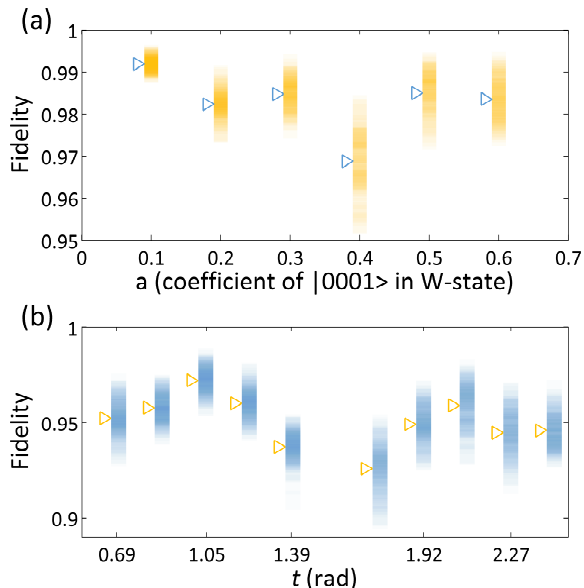 (a)
1
0.99
0.98
0.97
0.96
0.95
Fidelity
0 0.1 0.2 0.3 0.4 0.5 0.6 0.7
a (coefficient of |0001> in W-state)
(b)
1
0.95
0.9
Fidelity
0.69 1.05 1.39 1.92 2.27
t (rad)